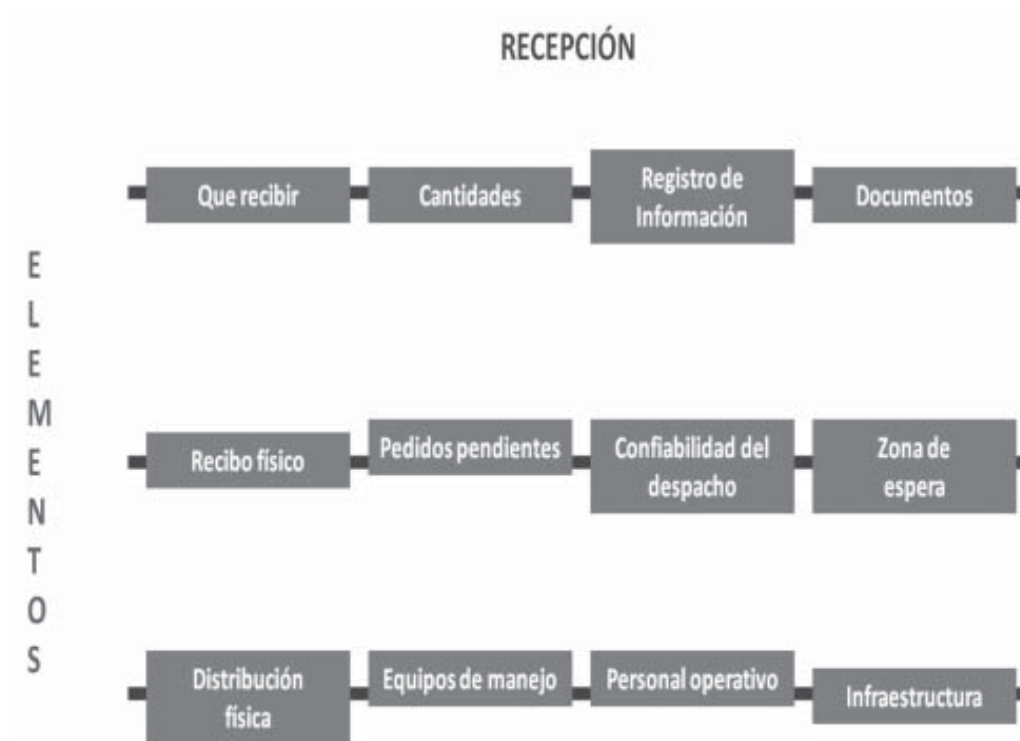 RECEPCIÓN
Que recibir
Cantidades
Registro de
Información
Documentos
ELEMENTOS
Recibo físico
Pedidos pendientes
Confiabilidad del
despacho
Zona de
espera
Distribución
física
Equipos de manejo
Personal operativo
Infraestructura